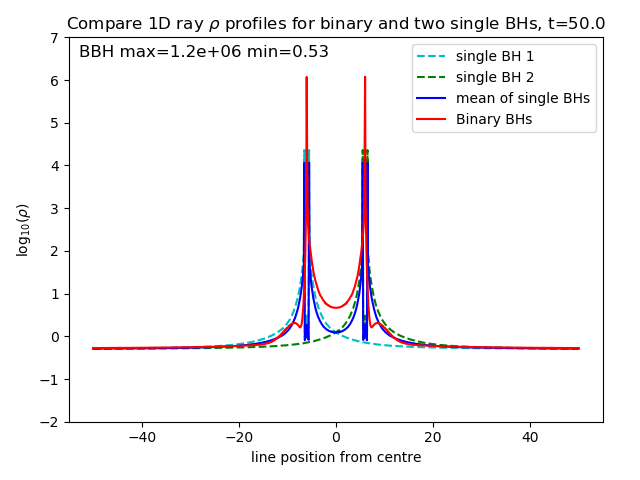 Compare 1D ray ρ profiles for binary and two single BHs, t=50.0
BBH max=1.2e+06 min=0.53
single BH 1
single BH 2
mean of single BHs
Binary BHs
7
6
5
4
3
2
1
0
−1
−2
log₁₀(ρ)
−40 −20 0 20 40
line position from centre